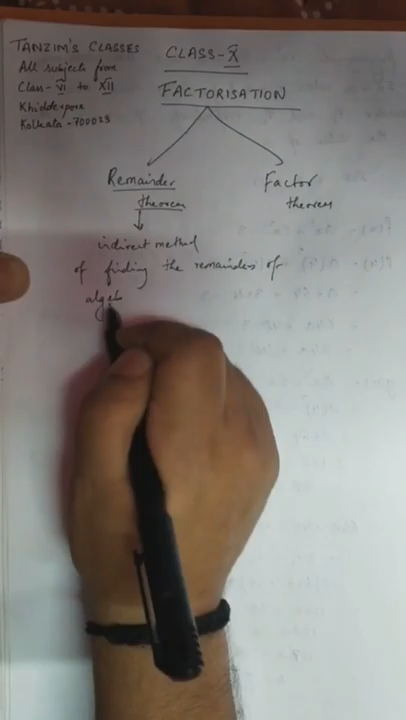 TANZIM'S CLASSES
All subjects from
Class-VI to XII
Khidderpore
Kolkata-700023
CLASS-X
FACTORISATION
Remainder
theorem
Factor
theorem
indirect method
of finding the remainders of
algeb